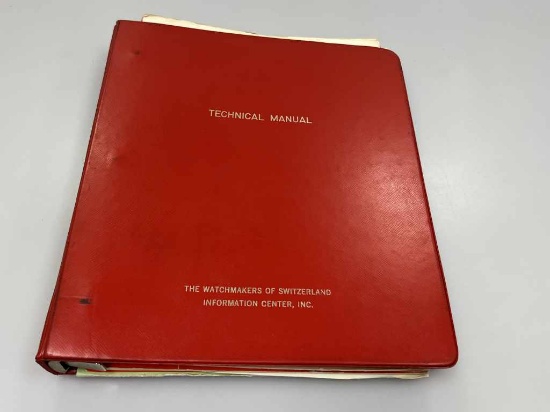 TECHNICAL MANUAL
THE WATCHMAKERS OF SWITZERLAND
INFORMATION CENTER, INC.